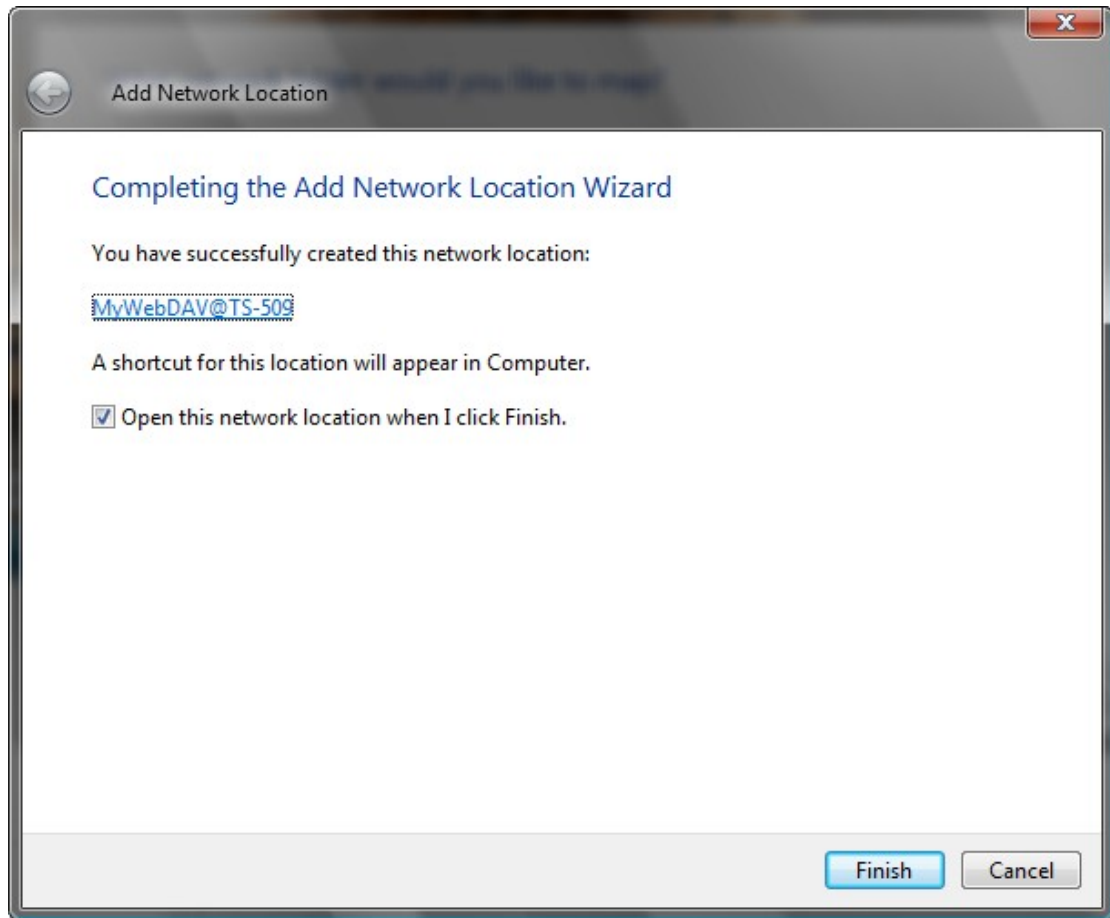 Add Network Location
Completing the Add Network Location Wizard
You have successfully created this network location:
MyWebDAV@TS-509
A shortcut for this location will appear in Computer.
Open this network location when I click Finish.
Finish
Cancel